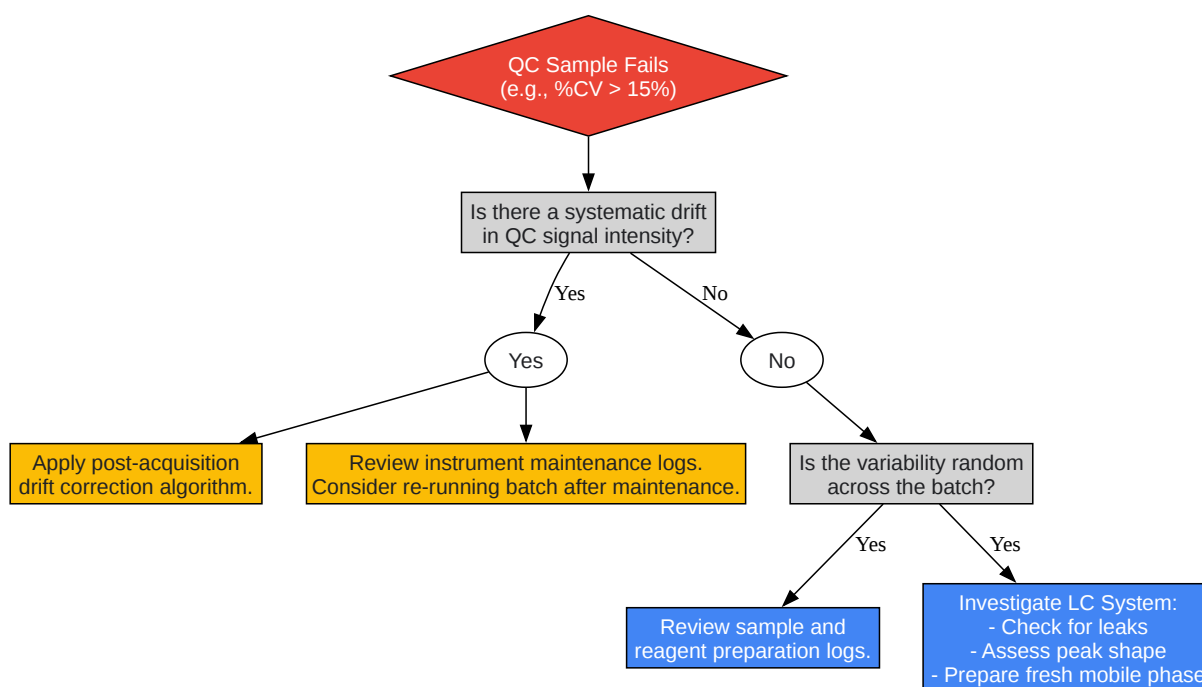 QC Sample Fails
(e.g., %CV > 15%)
Is there a systematic drift
in QC signal intensity?
Yes
No
Yes
No
Apply post-acquisition
drift correction algorithm.
Review instrument maintenance logs.
Consider re-running batch after maintenance.
Is the variability random
across the batch?
Yes
Yes
Review sample and
reagent preparation logs.
Investigate LC System:
- Check for leaks
- Assess peak shape
- Prepare fresh mobile phase